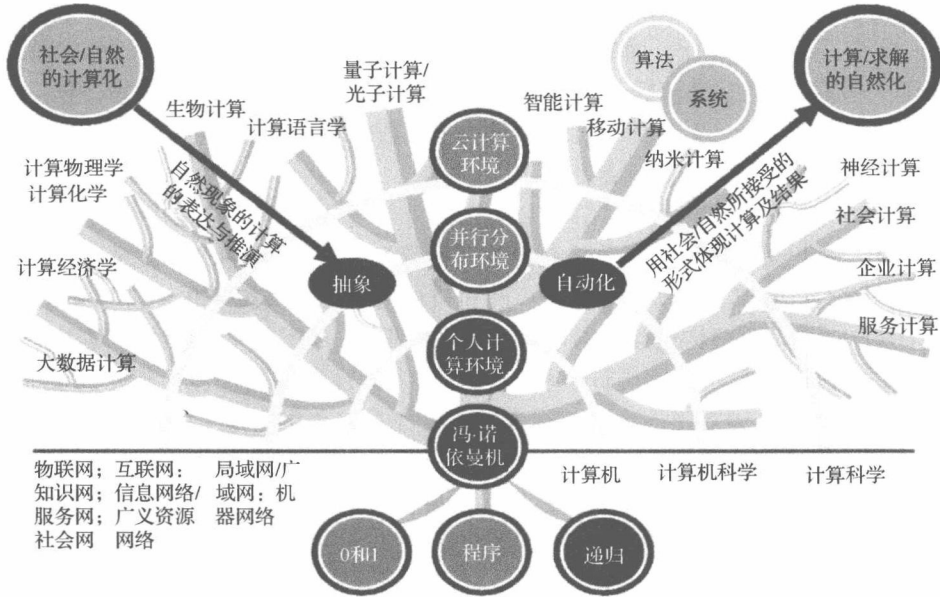 社会/自然
的计算化
计算/求解
的自然化
算法
系统
量子计算/
光子计算
生物计算
计算语言学
智能计算
移动计算
纳米计算
云计算
环境
计算物理学
计算化学
神经计算
自然现象的计算
的表达与推演
用社会/自然所接受的
形式体现计算及结果
社会计算
并行分
布环境
计算经济学
抽象
自动化
企业计算
服务计算
大数据计算
个人计
算环境
冯·诺
依曼机
物联网；互联网： 局域网/广
知识网；信息网络/ 域网：机
服务网；广义资源 器网络
社会网 网络
计算机
计算机科学
计算科学
0和1
程序
递归